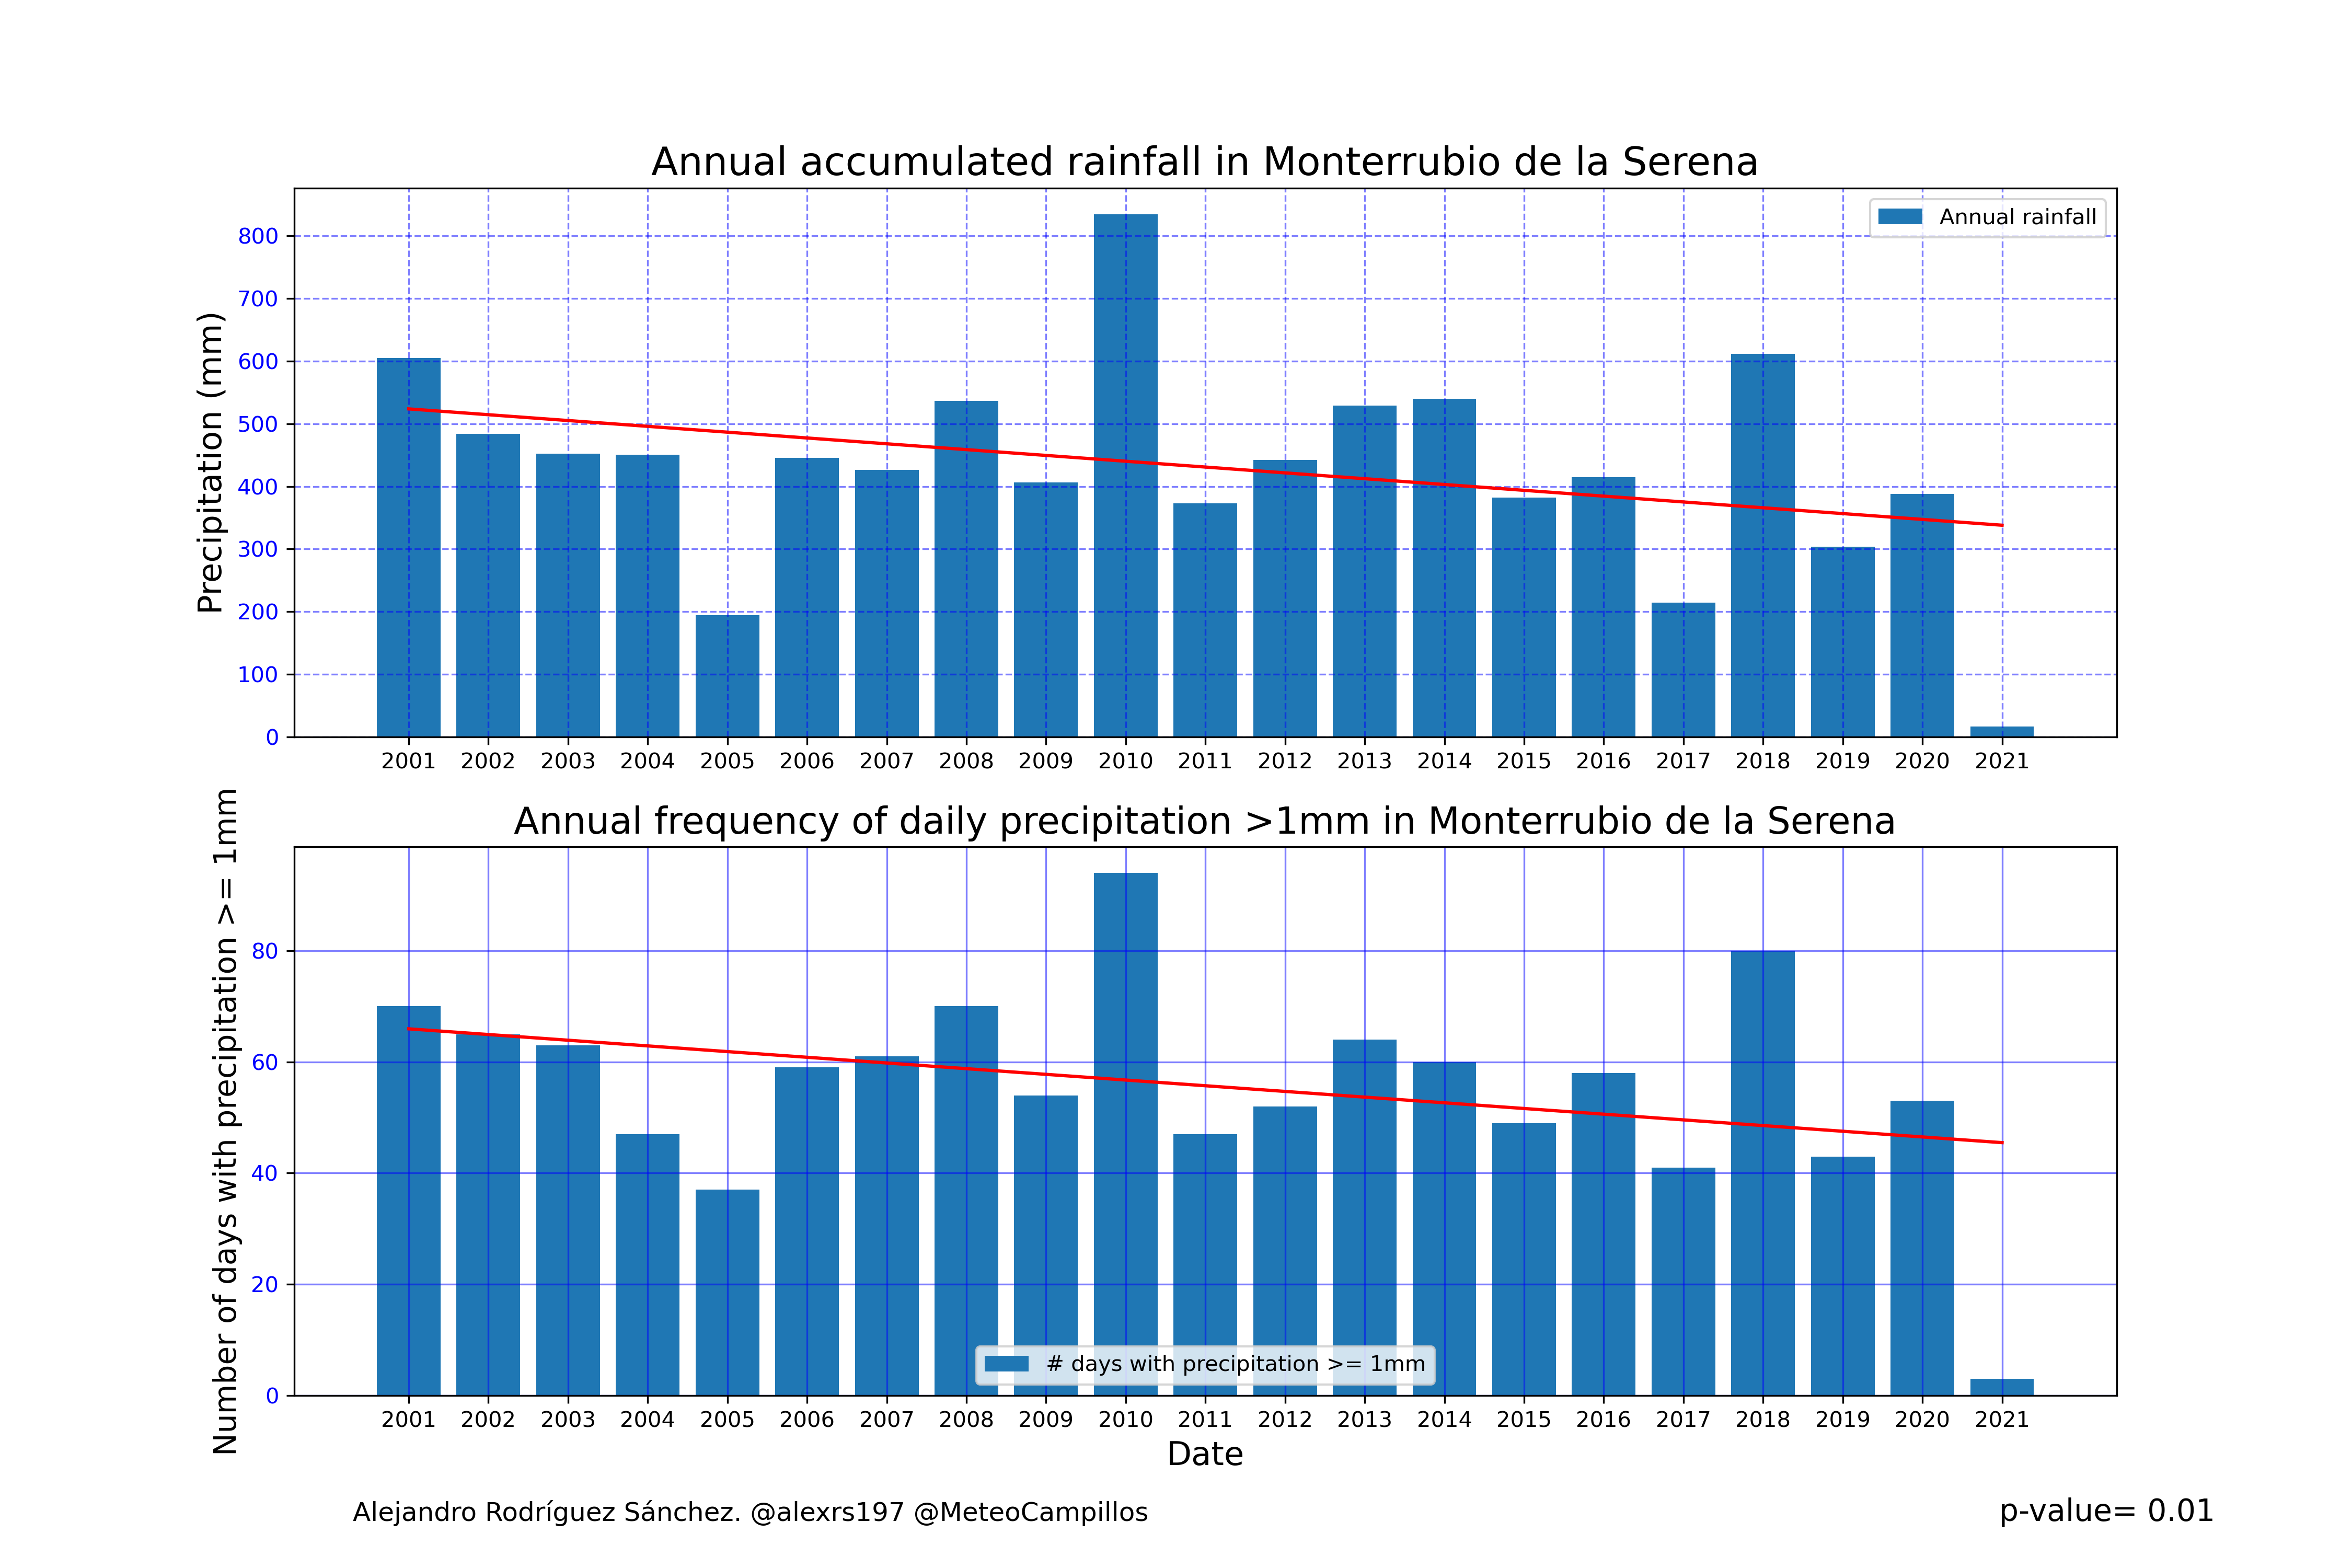 Annual accumulated rainfall in Monterrubio de la Serena
Precipitation (mm)
800
700
600
500
400
300
200
100
0
Annual rainfall
2001 2002 2003 2004 2005 2006 2007 2008 2009 2010 2011 2012 2013 2014 2015 2016 2017 2018 2019 2020 2021
Annual frequency of daily precipitation >1mm in Monterrubio de la Serena
Number of days with precipitation >= 1mm
80
60
40
20
0
# days with precipitation >= 1mm
2001 2002 2003 2004 2005 2006 2007 2008 2009 2010 2011 2012 2013 2014 2015 2016 2017 2018 2019 2020 2021
Date
Alejandro Rodríguez Sánchez. @alexrs197 @MeteoCampillos
p-value= 0.01